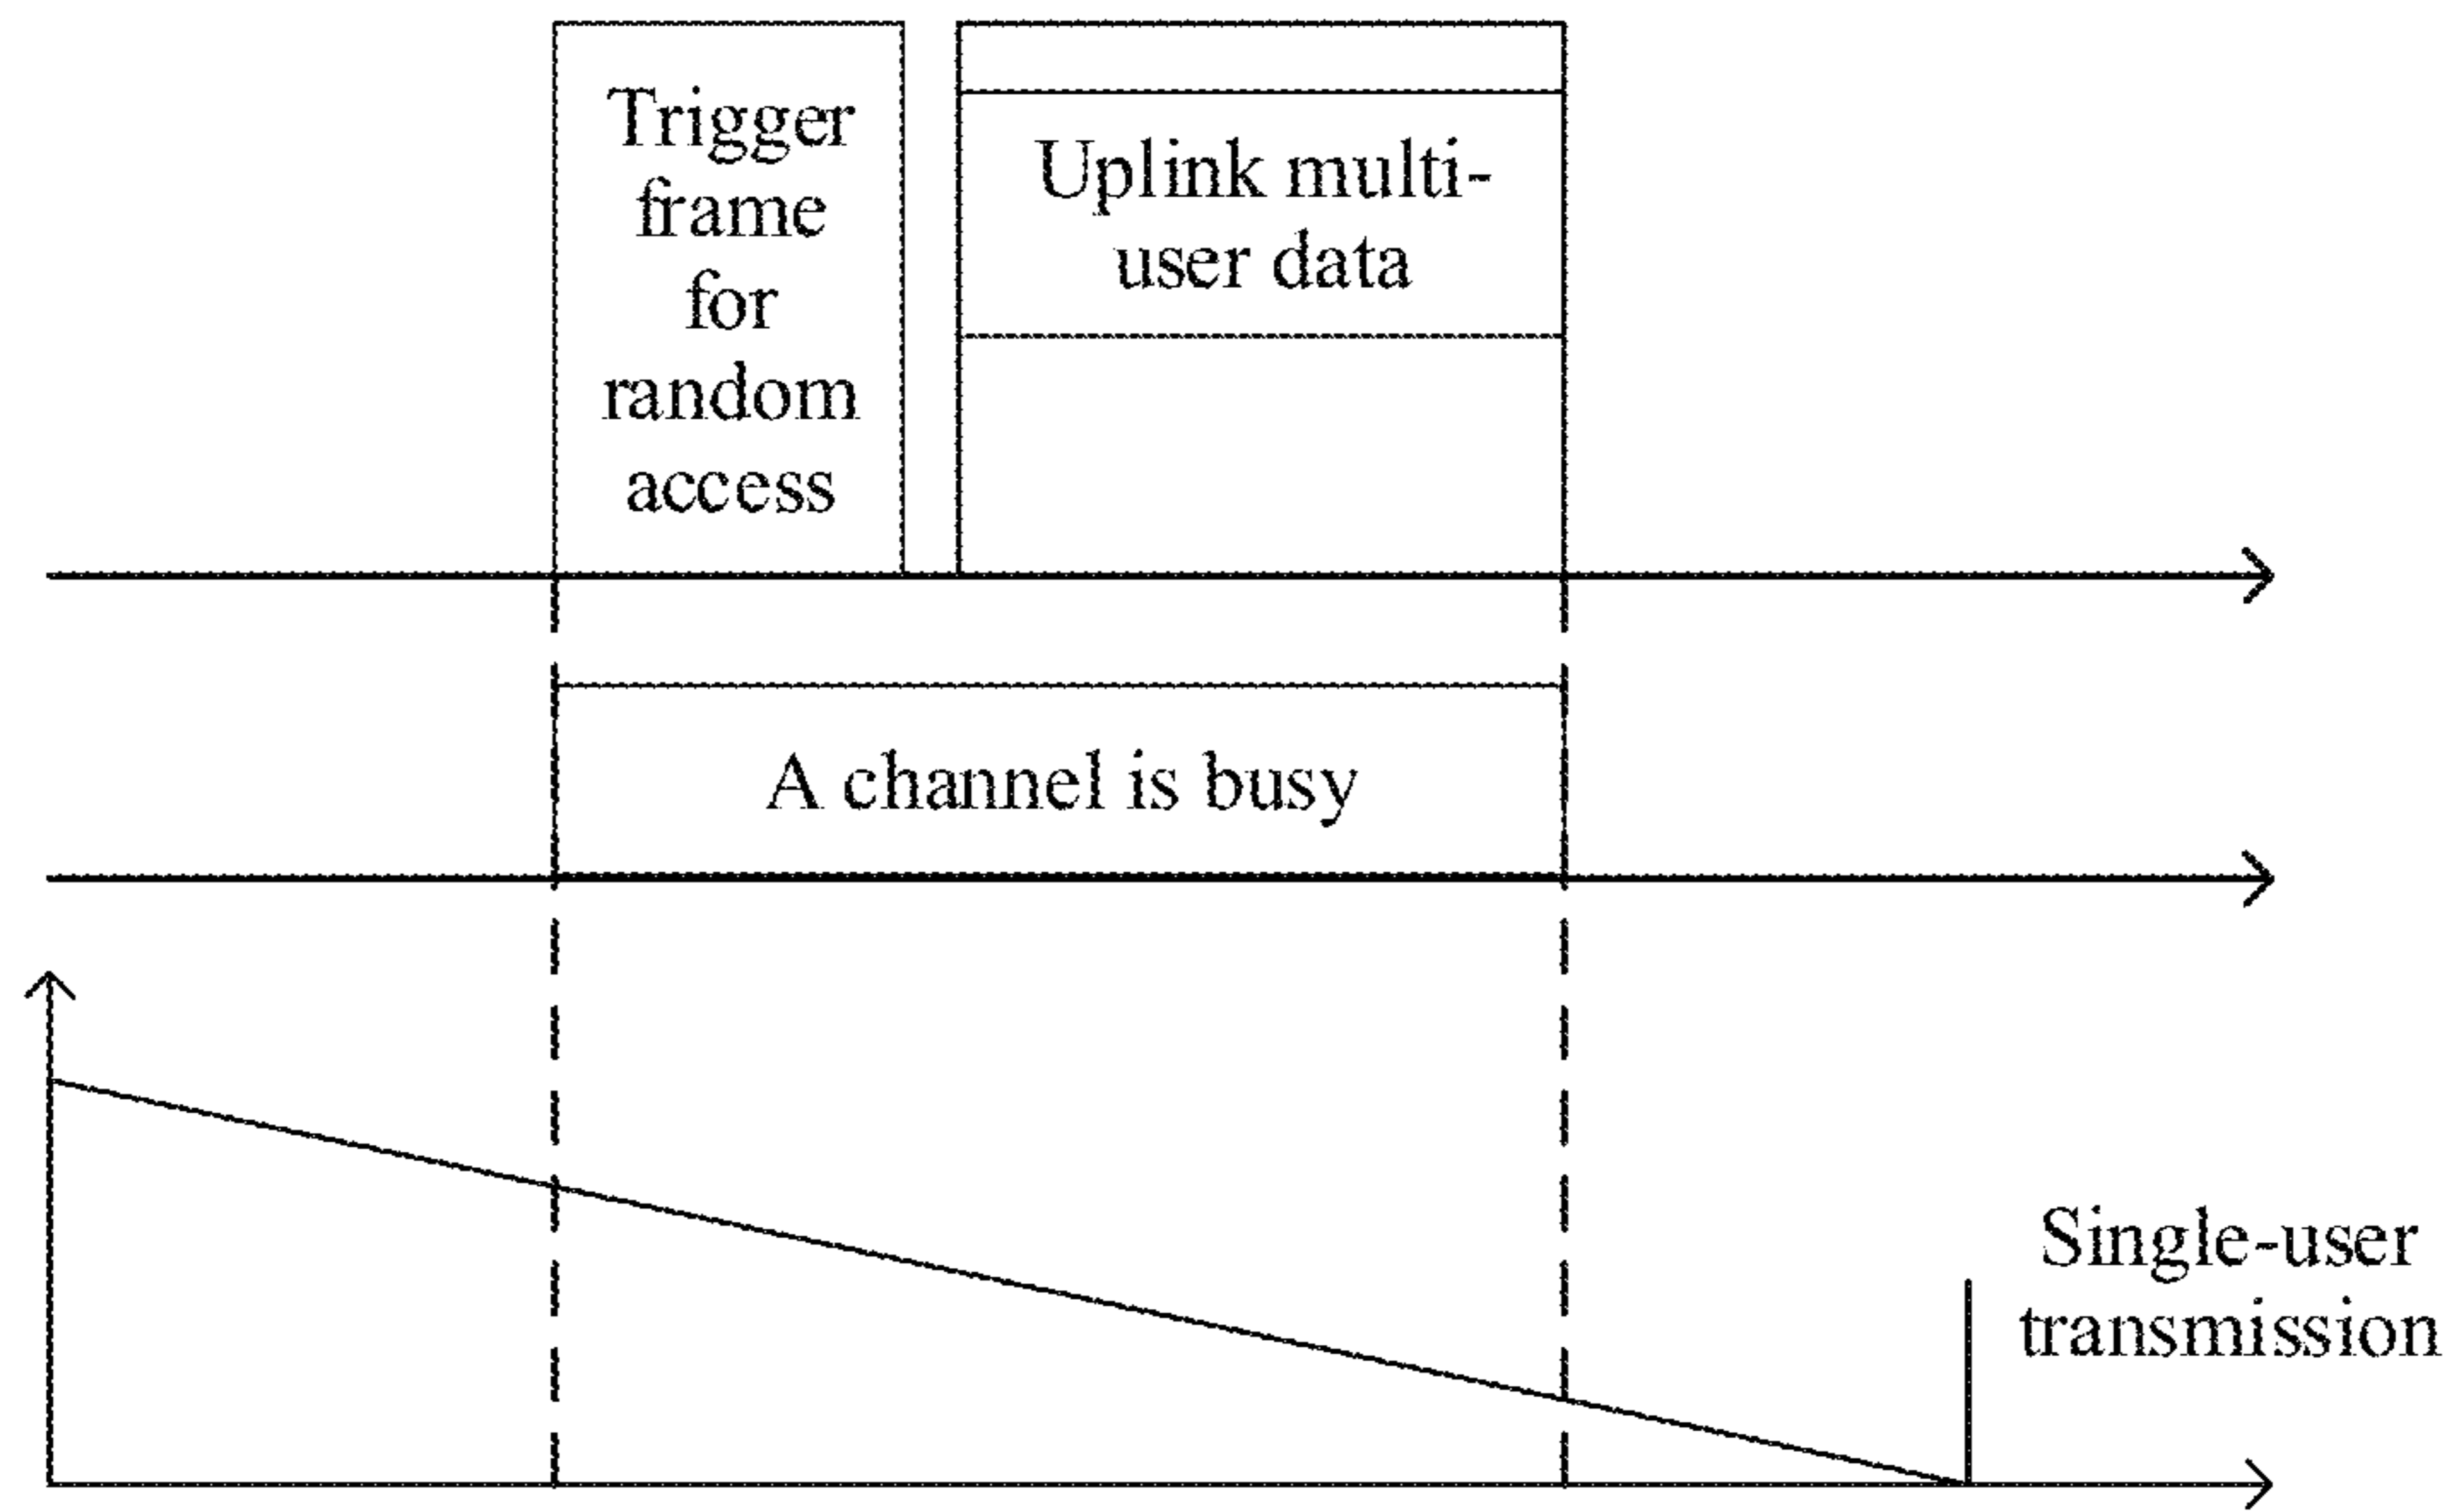 Trigger
frame
for
random
access
Uplink multi-
user data
A channel is busy
Single-user
transmission